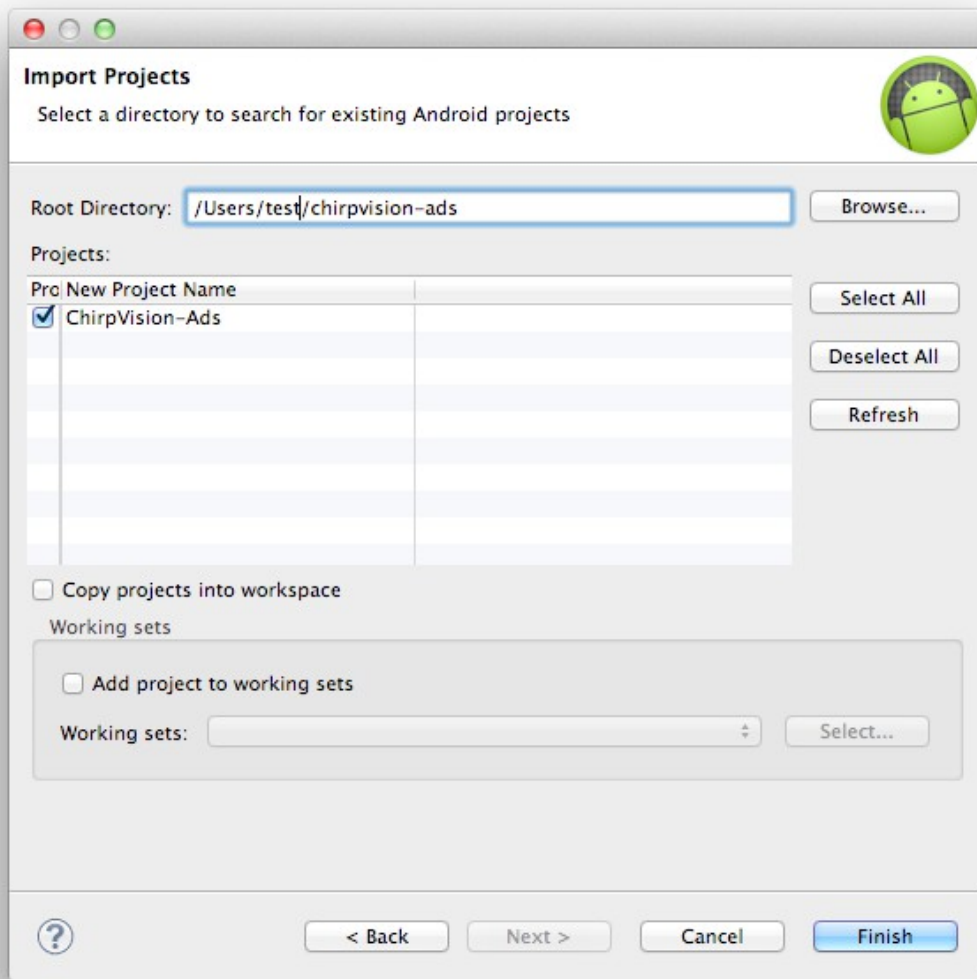 Import Projects
Select a directory to search for existing Android projects
Root Directory: /Users/test/chirpvision-ads Browse...
Projects:
Pro New Project Name
ChirpVision-Ads
Select All
Deselect All
Refresh
Copy projects into workspace
Working sets
Add project to working sets
Working sets: Select...
? < Back Next > Cancel Finish